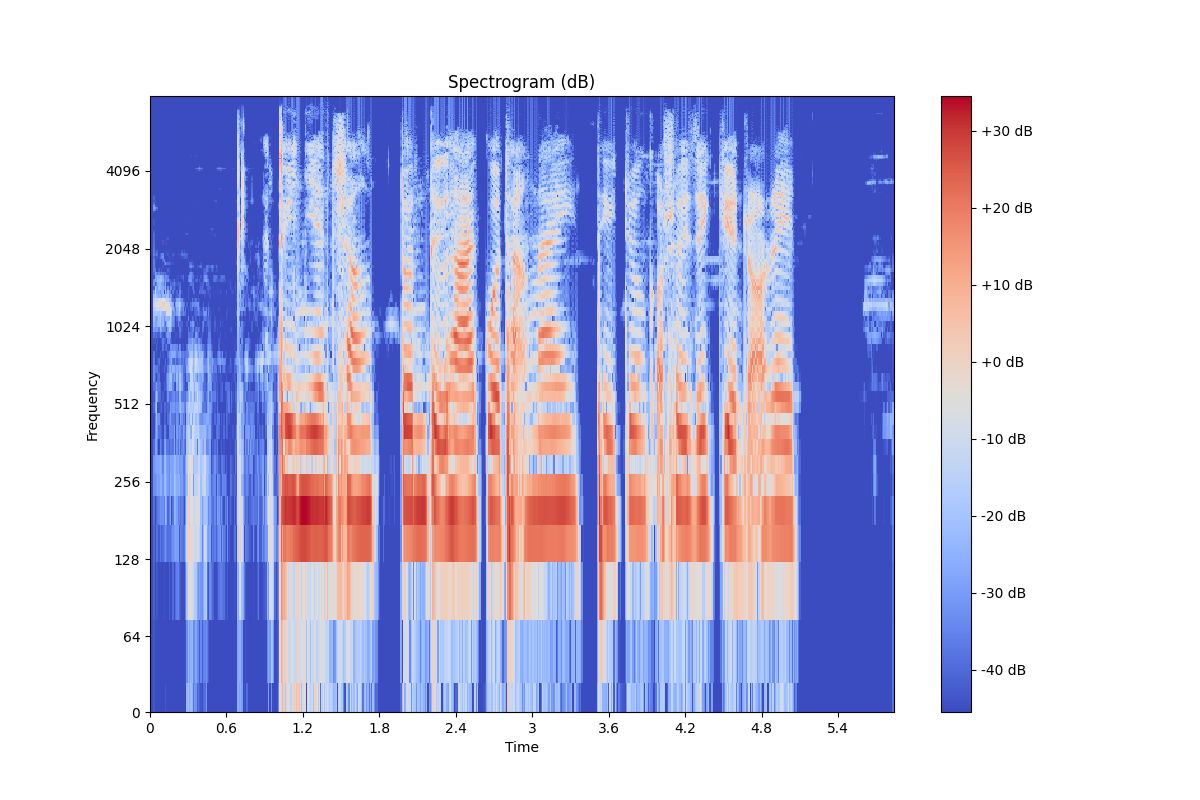 Spectrogram (dB)
+30 dB
4096
+20 dB
2048
+10 dB
1024
+0 dB
Frequency
512
-10 dB
256
-20 dB
128
-30 dB
64
-40 dB
0
0 0.6 1.2 1.8 2.4 3 3.6 4.2 4.8 5.4
Time